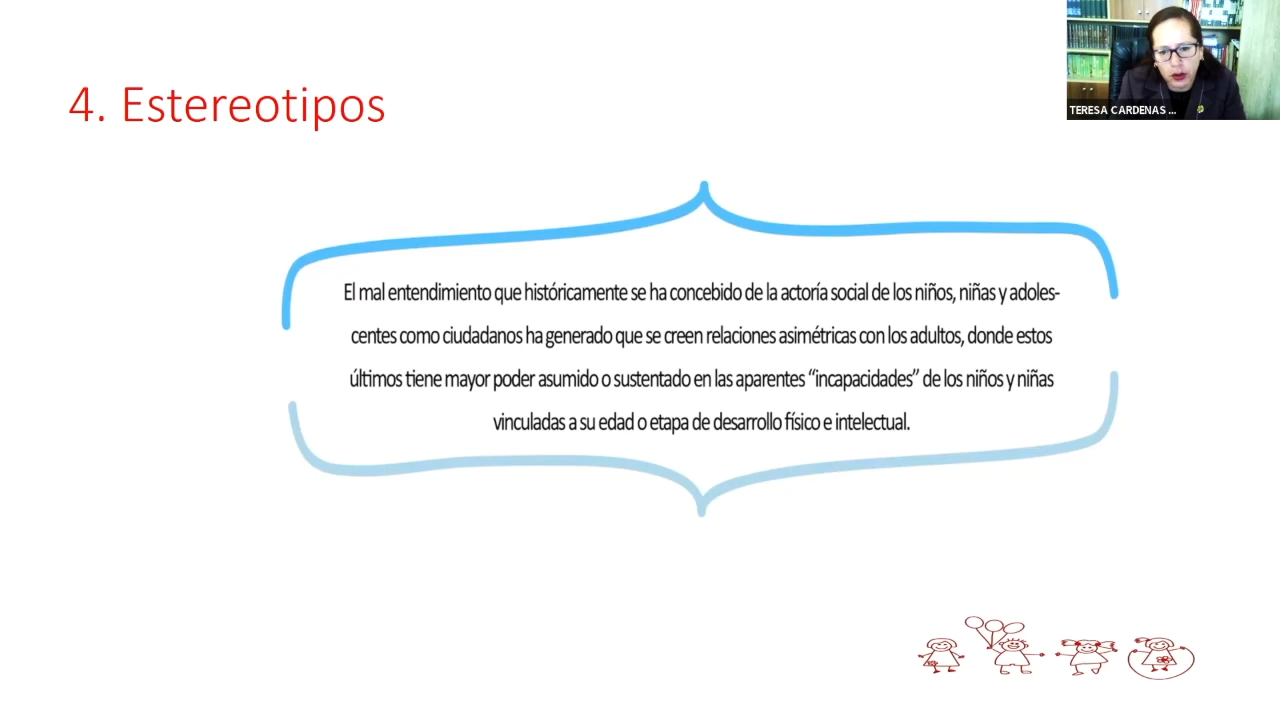 4. Estereotipos
TERESA CARDENAS ...
El mal entendimiento que históricamente se ha concebido de la actoría social de los niños, niñas y adoles-
centes como ciudadanos ha generado que se creen relaciones asimétricas con los adultos, donde estos
últimos tiene mayor poder asumido o sustentado en las aparentes “incapacidades” de los niños y niñas
vinculadas a su edad o etapa de desarrollo físico e intelectual.